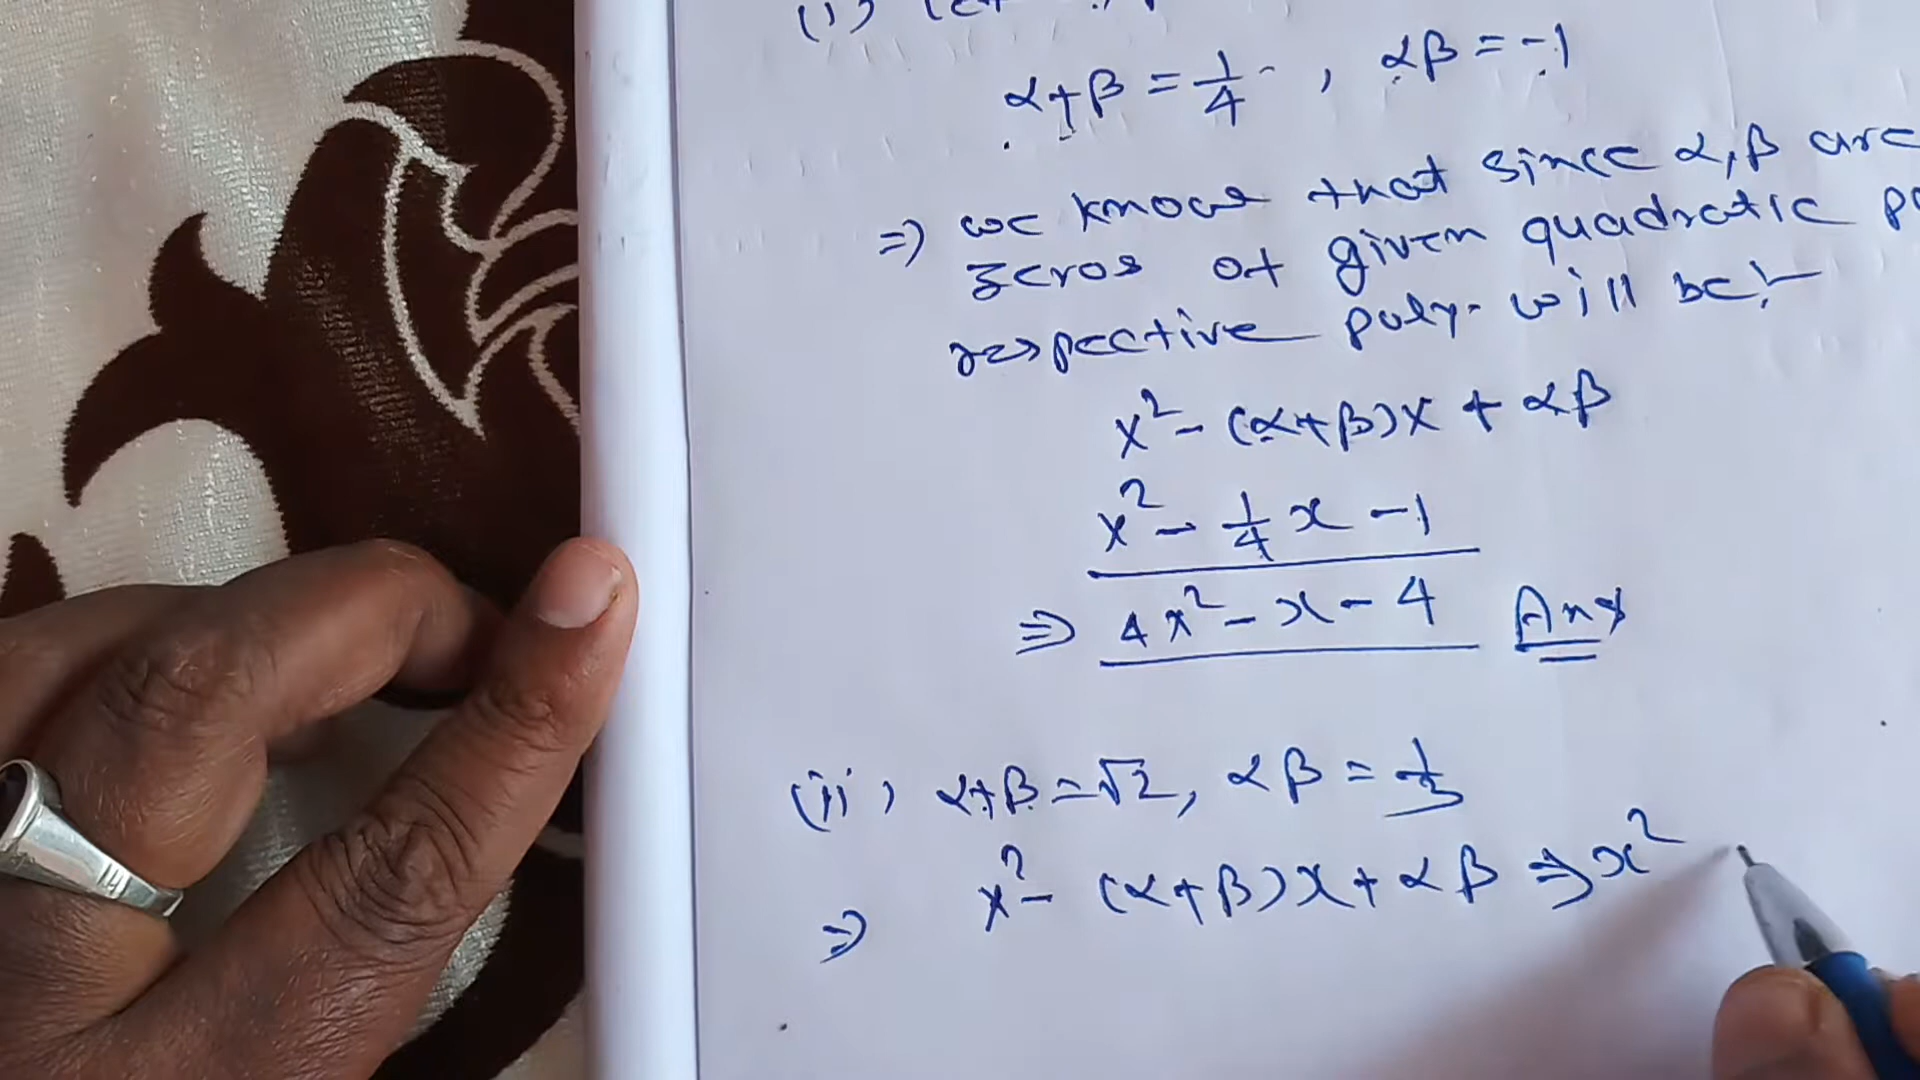 (i)
α+β = 1/4 , αβ = -1
⇒ we know that since α, β are
zeros of given quadratic
respective poly. will be:-
x² - (α+β)x + αβ
x² - 1/4 x - 1
⇒ 4x² - x - 4 Ans
(ii) α+β = √2, αβ = 1/3
⇒ x² - (α+β)x + αβ ⇒ x²